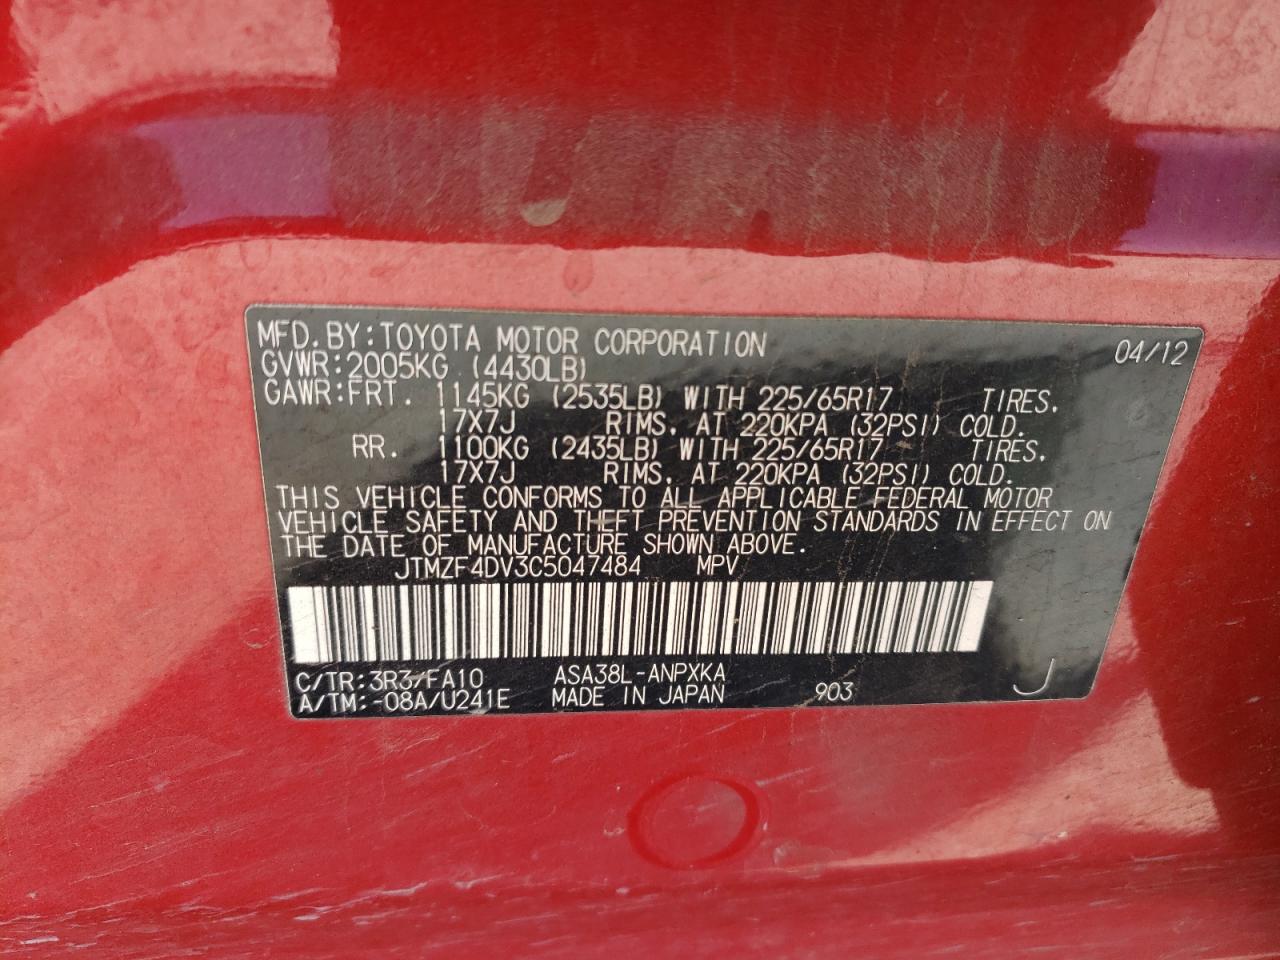 MFD.BY:TOYOTA MOTOR CORPORATION 04/12
GVWR:2005KG (4430LB)
GAWR:FRT. 1145KG (2535LB) WITH 225/65R17 TIRES.
17X7J RIMS, AT 220KPA (32PSI) COLD.
RR. 1100KG (2435LB) WITH 225/65R17 TIRES,
17X7J RIMS, AT 220KPA (32PSI) COLD.
THIS VEHICLE CONFORMS TO ALL APPLICABLE FEDERAL MOTOR
VEHICLE SAFETY AND THEFT PREVENTION STANDARDS IN EFFECT ON
THE DATE OF MANUFACTURE SHOWN ABOVE.
JTMZF4DV3C5047484 MPV
C/TR:3R3/FA10 ASA38L-ANPXKA
A/TM:-08A/U241E MADE IN JAPAN 903 J